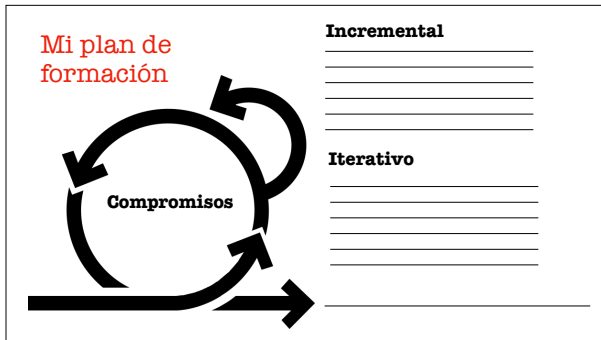 Mi plan de
formación
Compromisos
Incremental
Iterativo